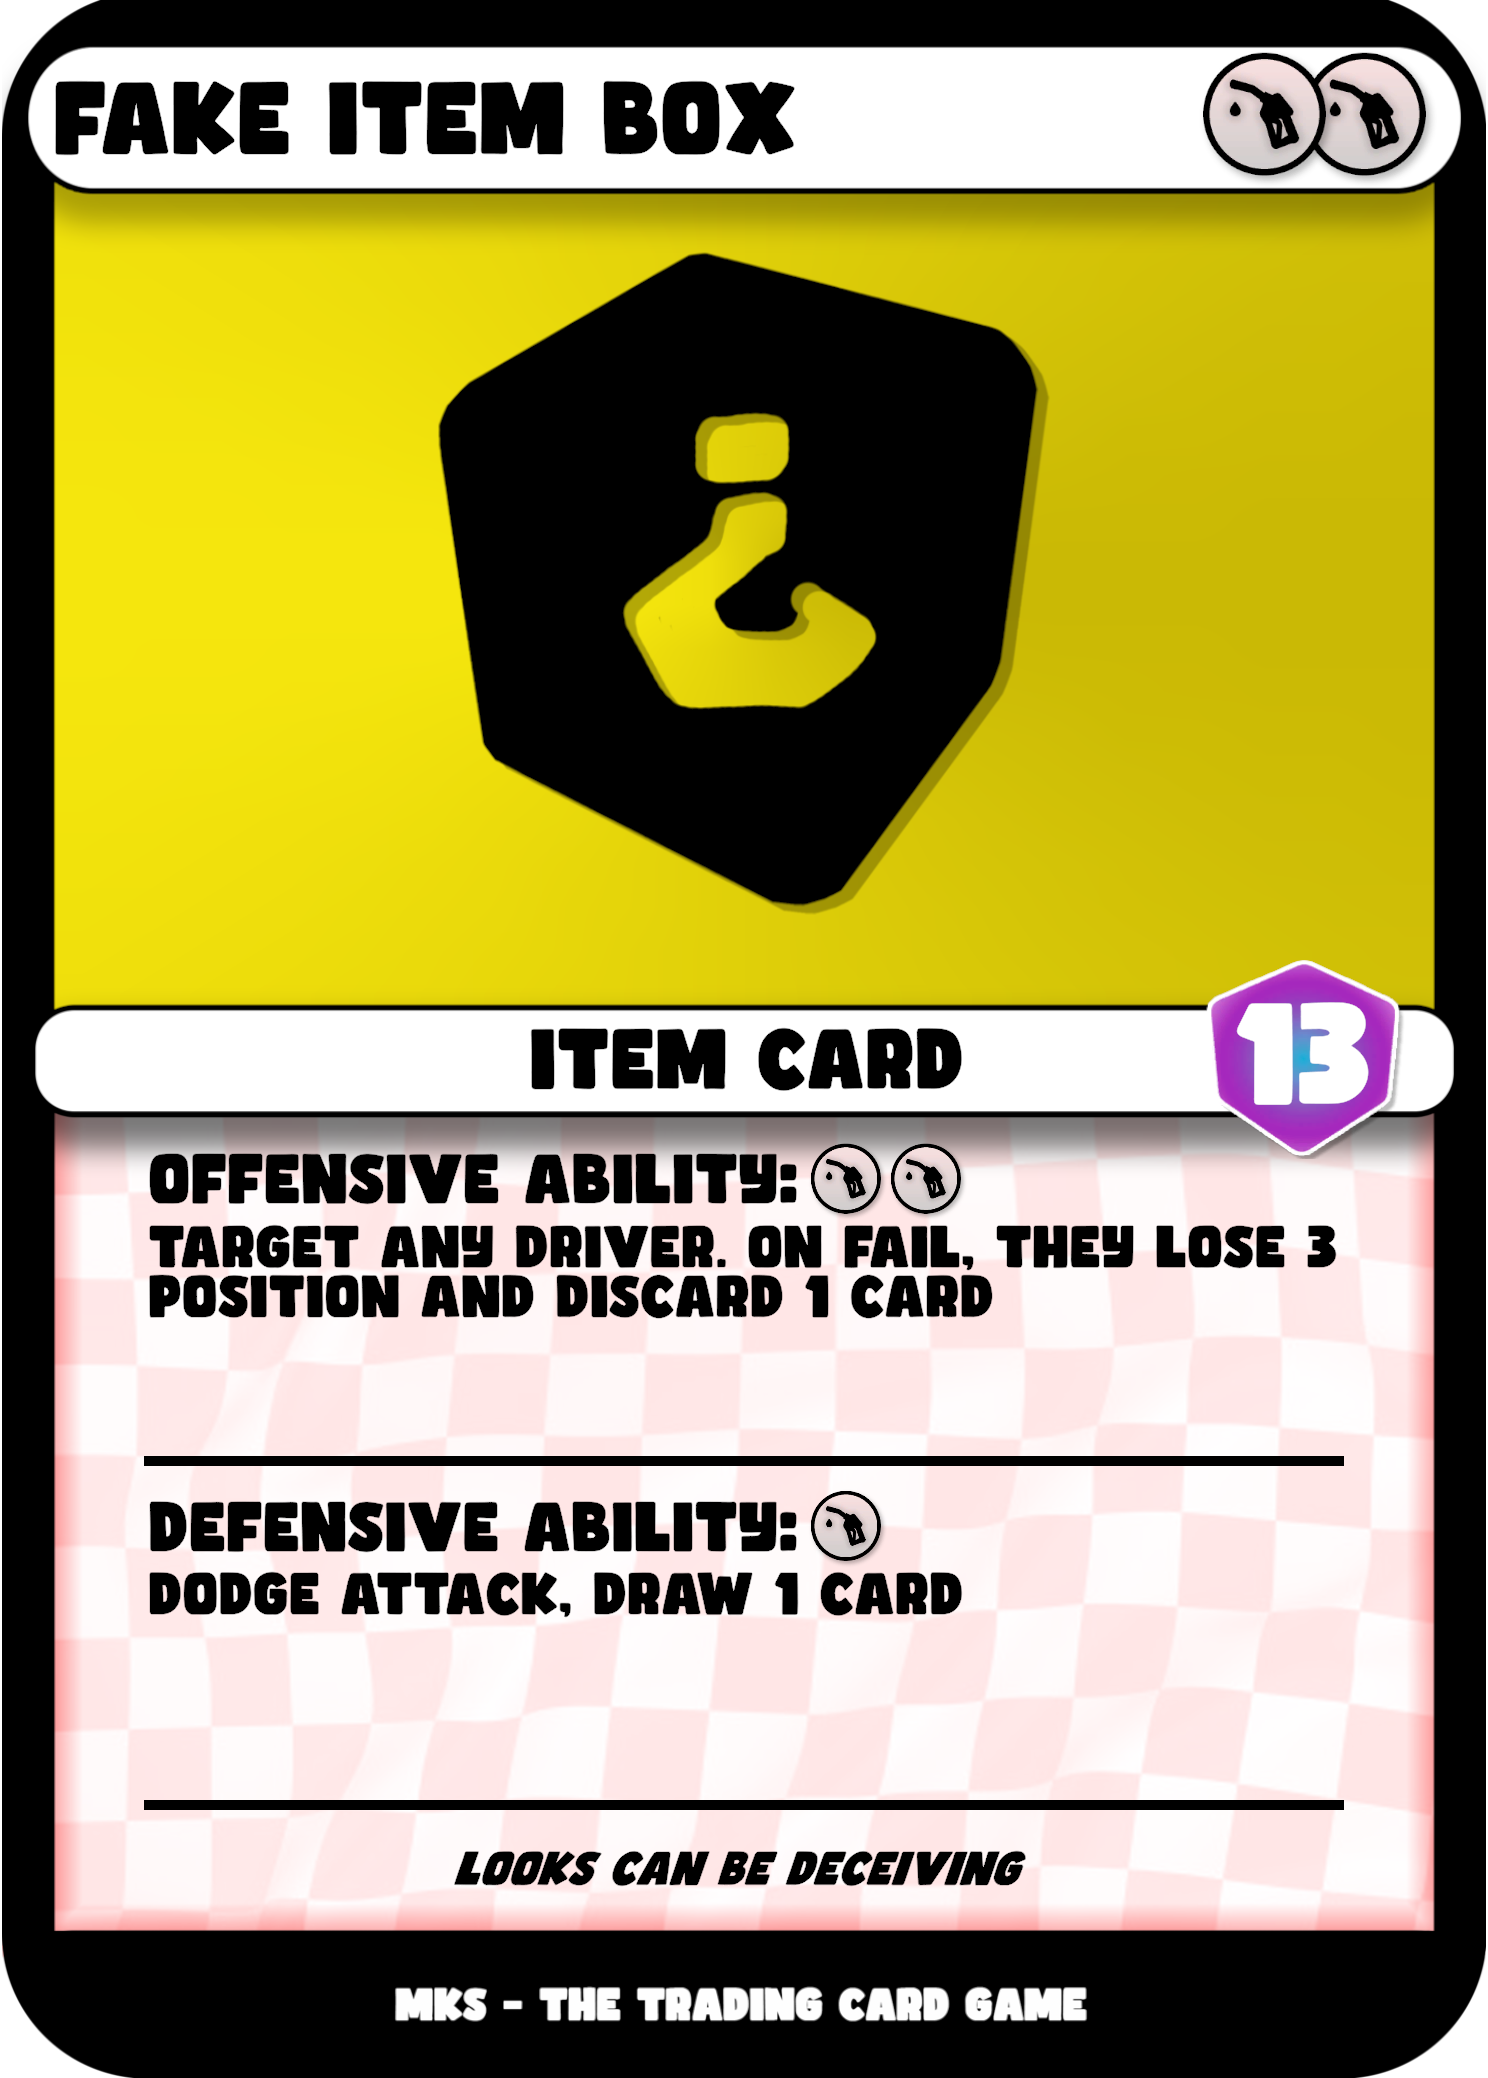 FAKE ITEM BOX
¿
ITEM CARD
13
OFFENSIVE ABILITY:
TARGET ANY DRIVER. ON FAIL, THEY LOSE 3
POSITION AND DISCARD 1 CARD
DEFENSIVE ABILITY:
DODGE ATTACK, DRAW 1 CARD
LOOKS CAN BE DECEIVING
MKS - THE TRADING CARD GAME